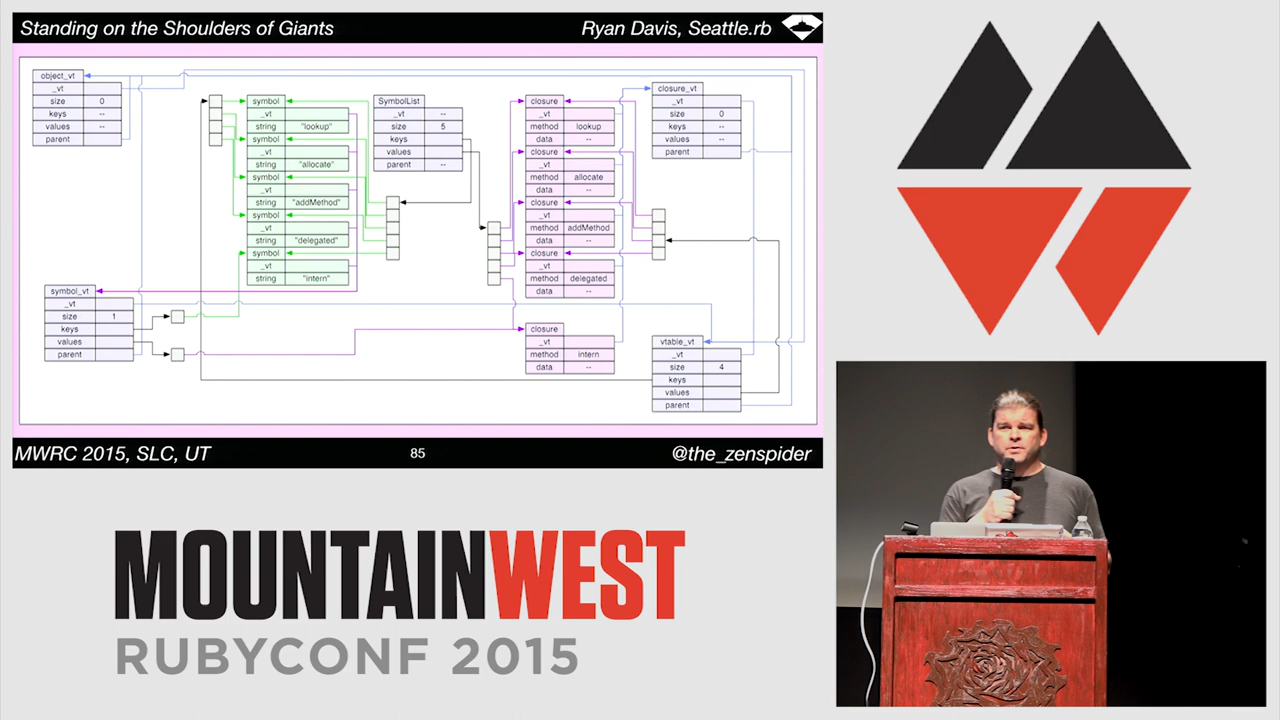 Standing on the Shoulders of Giants
Ryan Davis, Seattle.rb
object_vt
_vt
size 0
keys --
values --
parent
symbol
_vt
string "lookup"
symbol
_vt
string "allocate"
symbol
_vt
string "addMethod"
symbol
_vt
string "delegated"
symbol
_vt
string "intern"
SymbolList
_vt --
size 5
keys
values
parent --
closure
_vt
method lookup
data --
closure
_vt
method allocate
data --
closure
_vt
method addMethod
data --
closure
_vt
method delegated
data --
closure
_vt
method intern
data --
closure_vt
_vt
size 0
keys --
values --
parent
symbol_vt
_vt
size 1
keys
values
parent
vtable_vt
_vt
size 4
keys
values
parent
MWRC 2015, SLC, UT
85
@the_zenspider
MOUNTAINWEST
RUBYCONF 2015